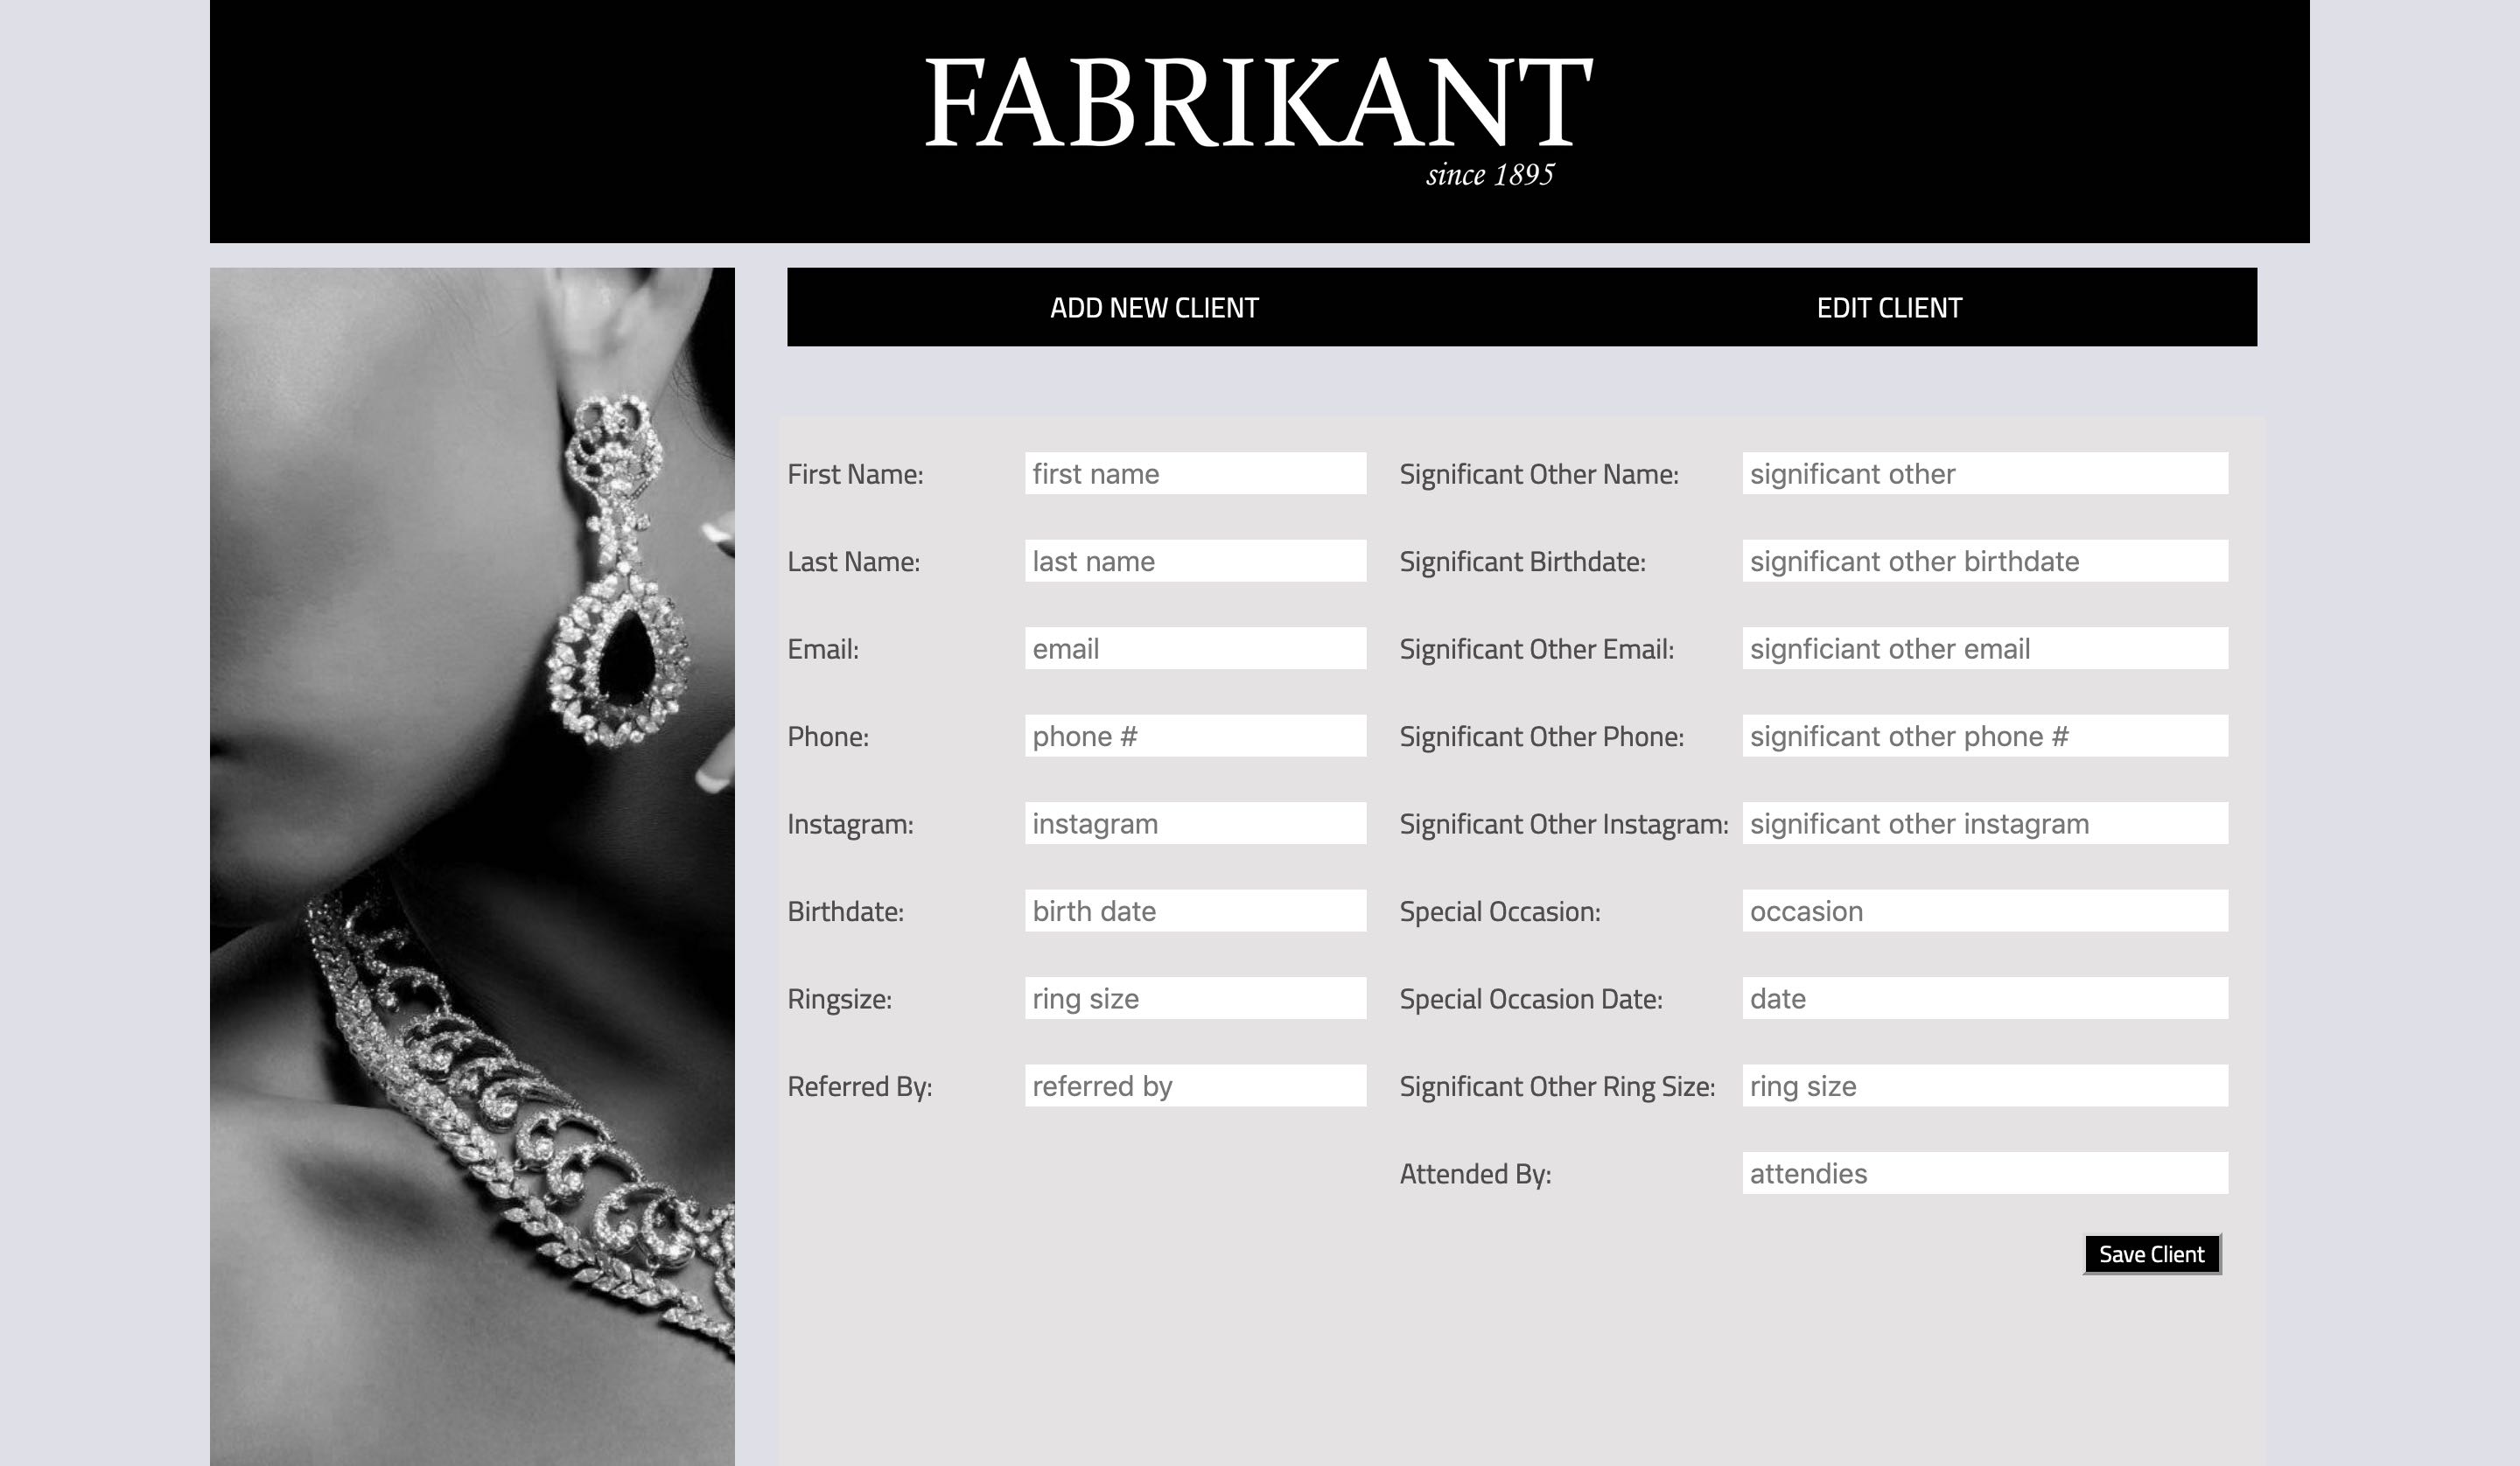 FABRIKANT
since 1895
ADD NEW CLIENT EDIT CLIENT
First Name: first name Significant Other Name: significant other
Last Name: last name Significant Birthdate: significant other birthdate
Email: email Significant Other Email: signficiant other email
Phone: phone # Significant Other Phone: significant other phone #
Instagram: instagram Significant Other Instagram: significant other instagram
Birthdate: birth date Special Occasion: occasion
Ringsize: ring size Special Occasion Date: date
Referred By: referred by Significant Other Ring Size: ring size
Attended By: attendies
Save Client